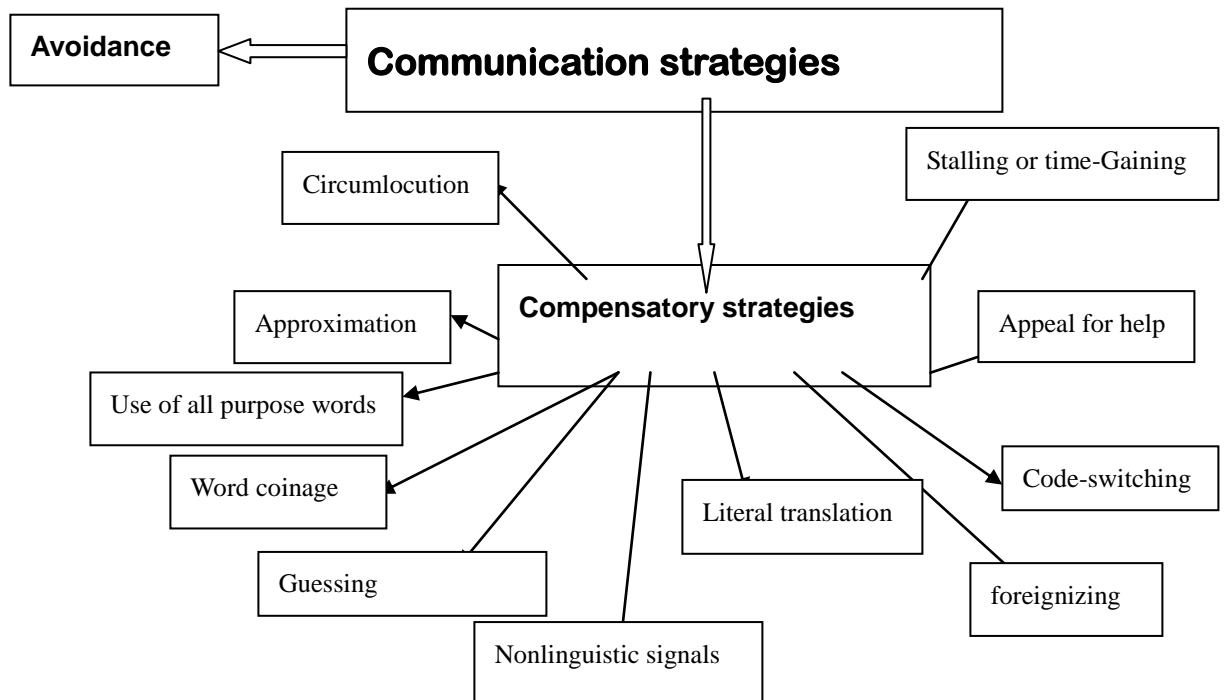 Avoidance
Communication strategies
Stalling or time-Gaining
Circumlocution
Compensatory strategies
Approximation
Appeal for help
Use of all purpose words
Word coinage
Code-switching
Literal translation
Guessing
foreignizing
Nonlinguistic signals